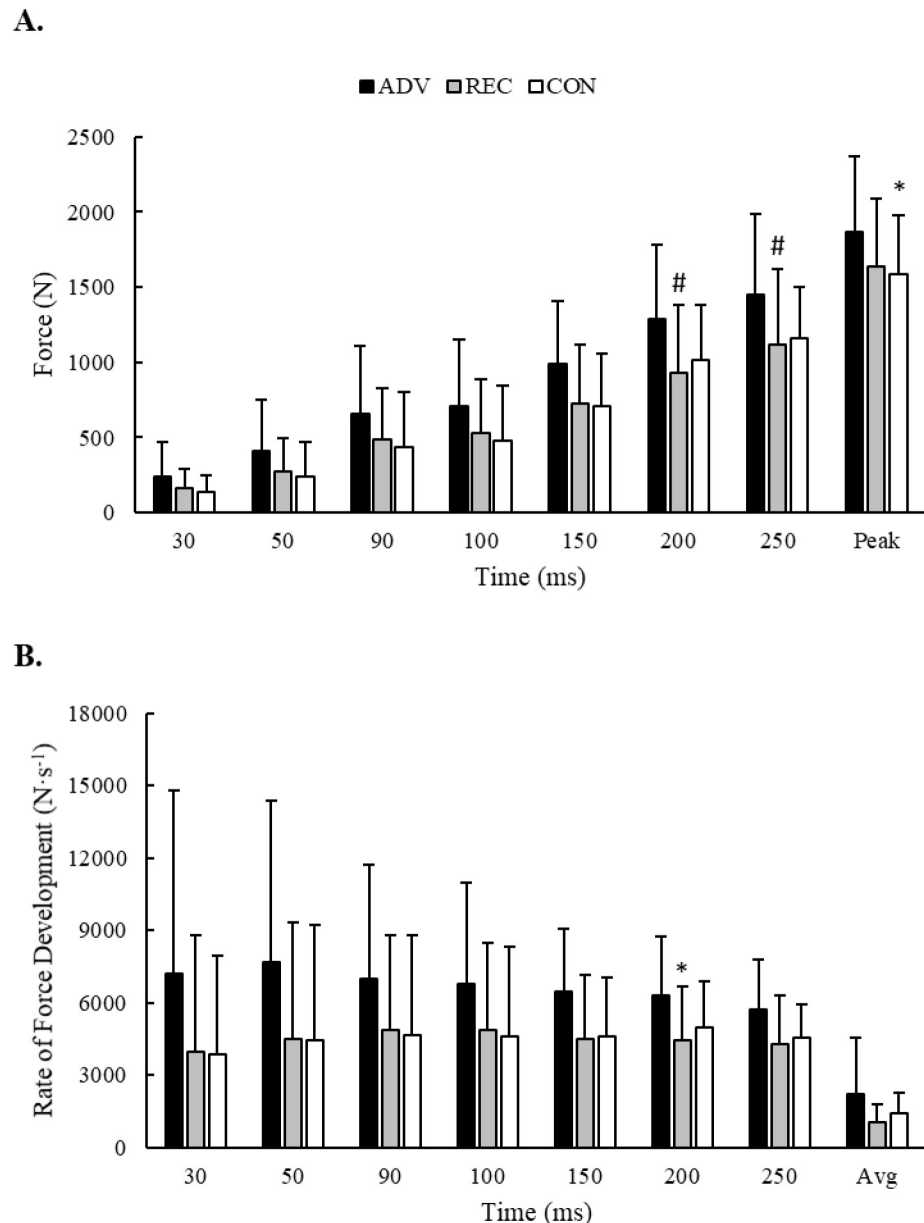 A.
ADV REC CON
2500
2000
1500
1000
500
0
Force (N)
*
#
#
30 50 90 100 150 200 250 Peak
Time (ms)
B.
18000
15000
12000
9000
6000
3000
0
Rate of Force Development (N·s⁻¹)
*
30 50 90 100 150 200 250 Avg
Time (ms)